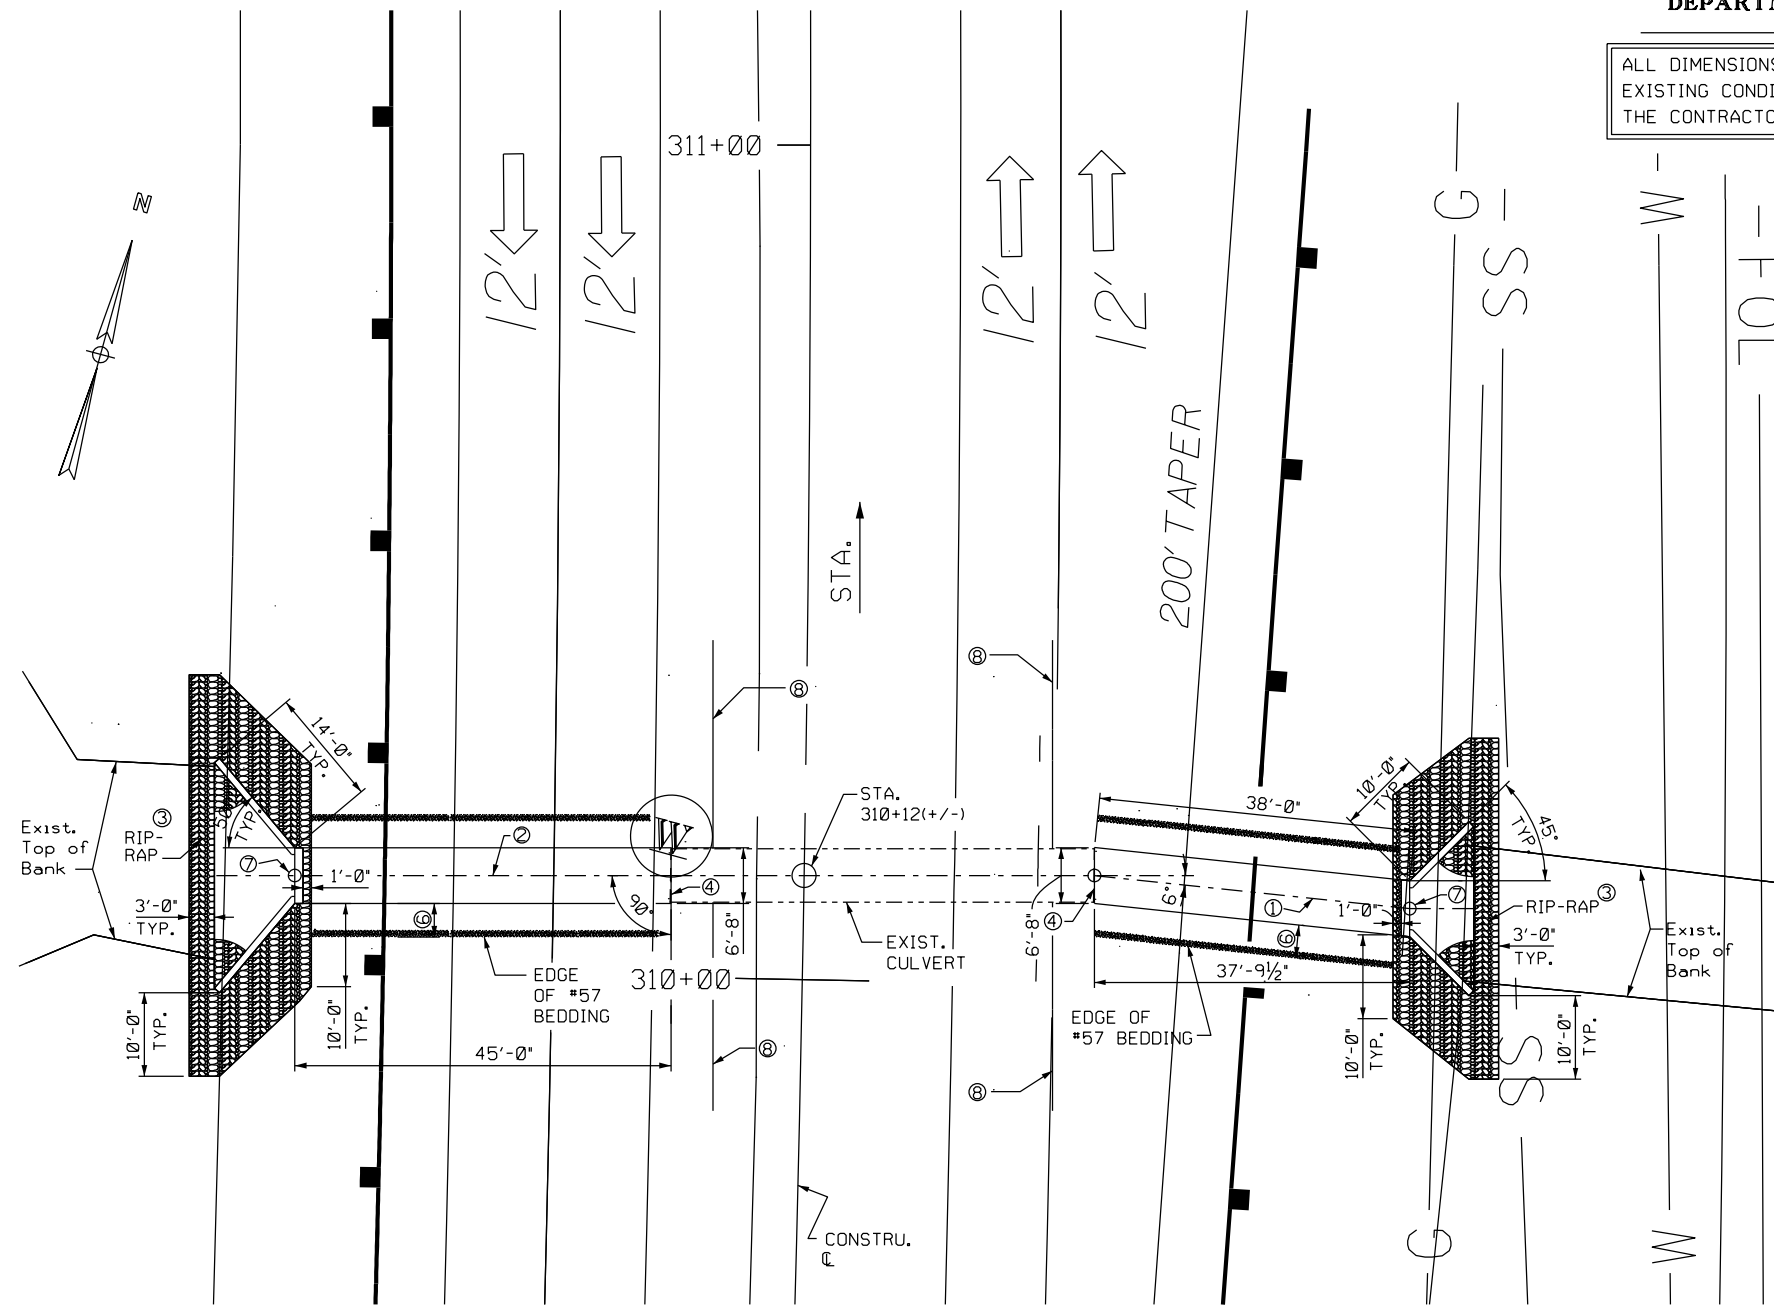 DEPARTM
ALL DIMENSIONS
EXISTING CONDI
THE CONTRACTO
N
311+00
12'
12'
12'
12'
G
SS
W
TOL
200' TAPER
STA.
8
8
14'-0"
TYP.
50°
TYP.
3
RIP-
RAP
Exist.
Top of
Bank
7
1'-0"
3'-0"
TYP.
2
6
90°
4
6'-8"
STA.
310+12(+/-)
EXIST.
CULVERT
310+00
EDGE
OF #57
BEDDING
10'-0"
TYP.
10'-0"
TYP.
45'-0"
8
8
CONSTRU.
℄
6'-8"
4
38'-0"
6°
1
1'-0"
6
37'-9½"
EDGE OF
#57 BEDDING
10'-0"
TYP.
45°
TYP.
7
3
RIP-RAP
3'-0"
TYP.
Exist.
Top of
Bank
10'-0"
TYP.
10'-0"
TYP.
SS
G
W